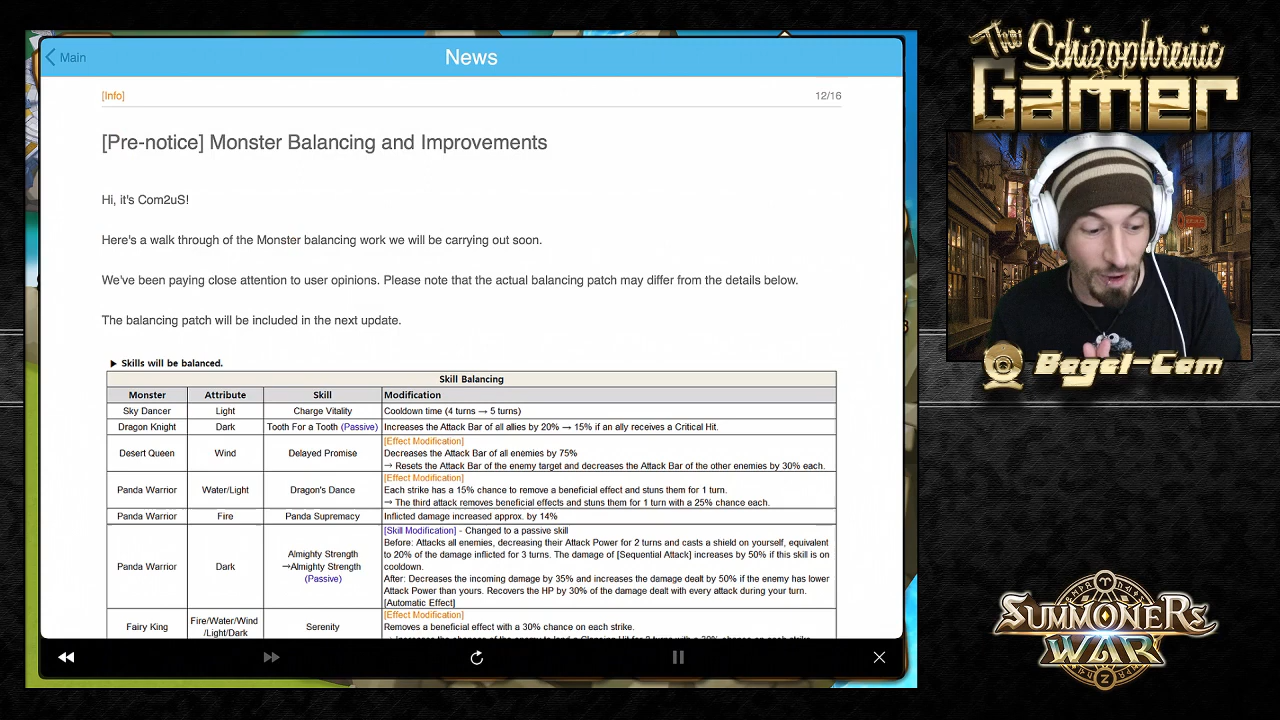 Main
News
[Info]
12/16
[Pre-notice] Monster Balancing and Improvements
Hi, it's Com2uS!
Here's a walk through of the Monster balancing work we will be carrying out soon.
We've been paying close attention to user opinions. Please note that the actual balancing patch may differ from the details below.
The balancing patch will be included in the next update.
▶ Skills will be balanced.
Skill Balancing
Monster Attribute Skill Modification
Sky Dancer Light Charge Vitality Cooldown time (4 turns → 5 turns)
Dragon Knight Dark Tooth For a Tooth (Passive) Increases the Attack Bar of all allies by 20% → 15% if an ally receives a Critical Hit.
Desert Queen Wind Delayed Promise
[Effect Modification]
Decreases the Attack Bar of all enemies by 75%
→ Resets the Attack Bar of the enemy target and decreases the Attack Bar of the other enemies by 30% each.
Panda Warrior Water/Light Dragon's Dance
[Effect Modification]
Each strike has a 15% chance to remove a beneficial effect and stuns them for 1 turn.
→ The third attack removes beneficial effects and stuns them for 1 turn with a 25% chance each.
Panda Warrior Fire Panda Supremacy Inflicted damage increased approx. by 14%
Panda Warrior Dark
Almighty Strength
→Almighty Strength
(Passive)
[Skill Modification] - Changed to a passive skill
Before: Attacks all enemies, decreasing their Attack Power for 2 turns and casts a shield on yourself, equivalent
to 20% of the damage inflicted for 3 turns. The damage of [Sequential Attack] increases by 50% if this skill is on
cooldown.
After: Decreases the incoming damage by 35% and increases the damage dealt by 50% if the enemy has lower
Attack Power than yours. Recovers the HP by 30% of the damage dealt with every attack during your turn.
[Automatic Effect]
Fairy King
Fire/Water/Wind
/Light/Dark
Serenity
[Effect Modification]
Removes a beneficial effect with a 30% chance on each strike.
The Schizophrenic
Gamer
Bagel-Cam
SUMMONERS
WAR